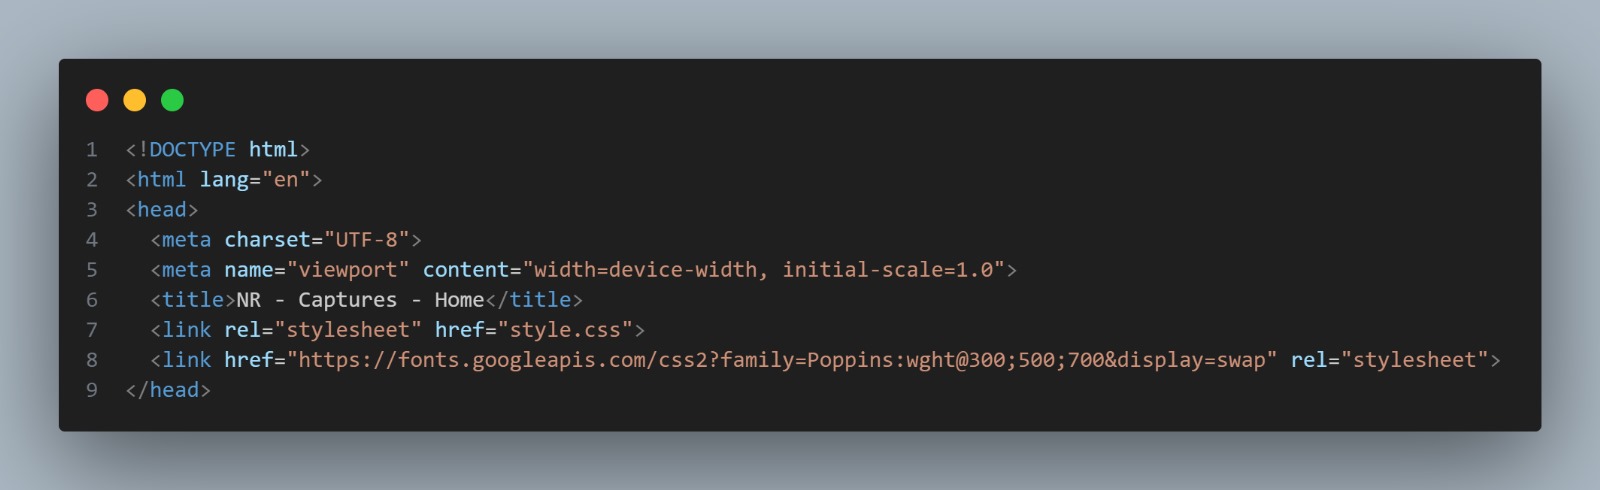 1 <!DOCTYPE html>
2 <html lang="en">
3 <head>
4   <meta charset="UTF-8">
5   <meta name="viewport" content="width=device-width, initial-scale=1.0">
6   <title>NR - Captures - Home</title>
7   <link rel="stylesheet" href="style.css">
8   <link href="https://fonts.googleapis.com/css2?family=Poppins:wght@300;500;700&display=swap" rel="stylesheet">
9 </head>